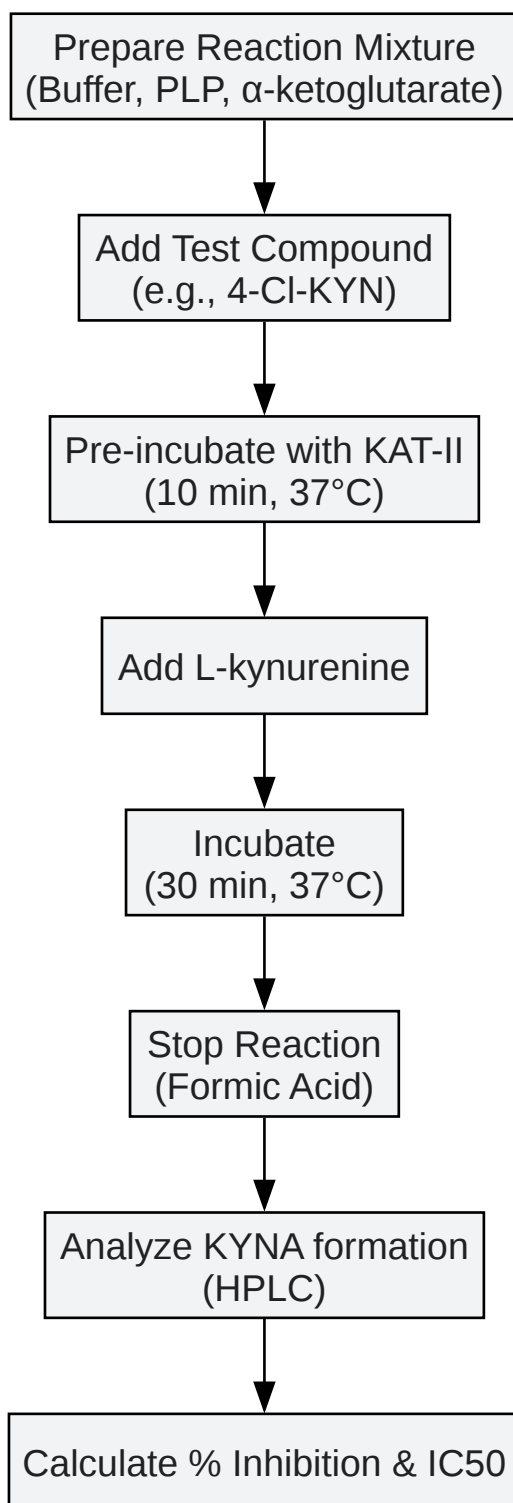 Prepare Reaction Mixture
(Buffer, PLP, α-ketoglutarate)
Add Test Compound
(e.g., 4-Cl-KYN)
Pre-incubate with KAT-II
(10 min, 37°C)
Add L-kynurenine
Incubate
(30 min, 37°C)
Stop Reaction
(Formic Acid)
Analyze KYNA formation
(HPLC)
Calculate % Inhibition & IC50